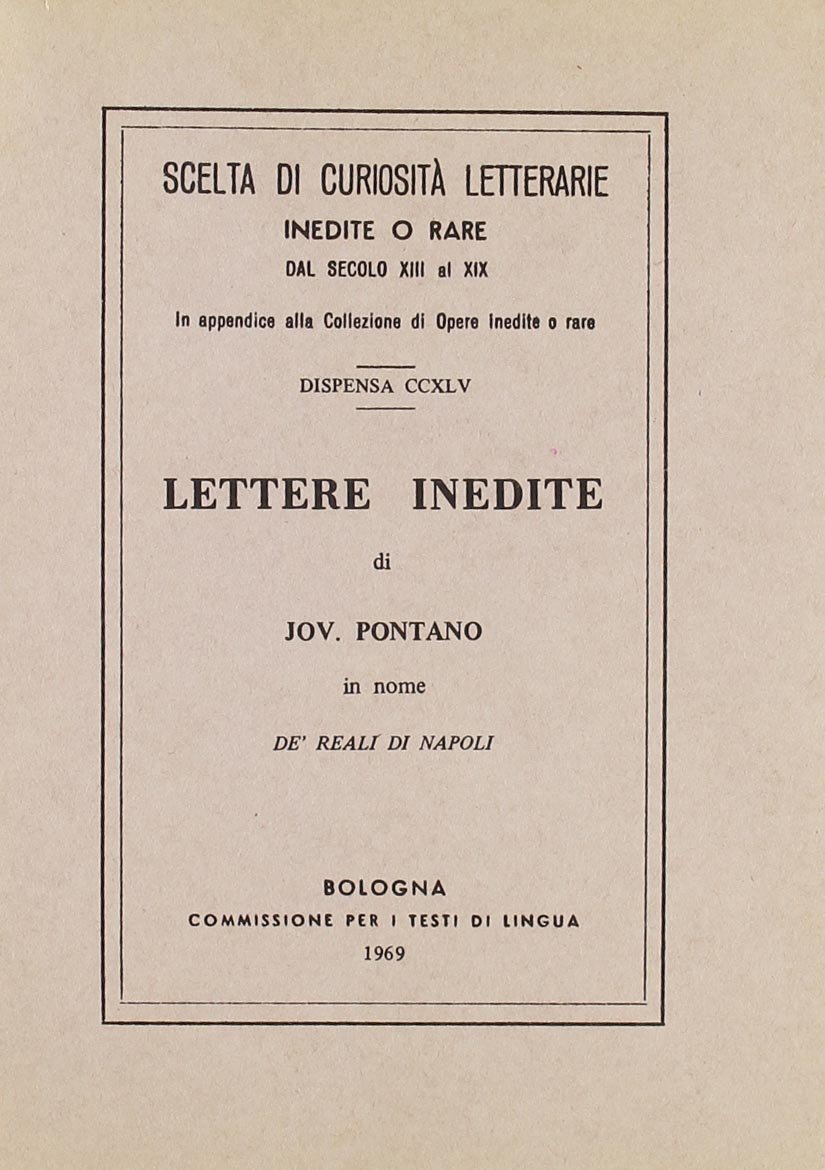 SCELTA DI CURIOSITÀ LETTERARIE
INEDITE O RARE
DAL SECOLO XIII al XIX
In appendice alla Collezione di Opere Inedite o rare
DISPENSA CCXLV
LETTERE INEDITE
di
JOV. PONTANO
in nome
DE' REALI DI NAPOLI
BOLOGNA
COMMISSIONE PER I TESTI DI LINGUA
1969